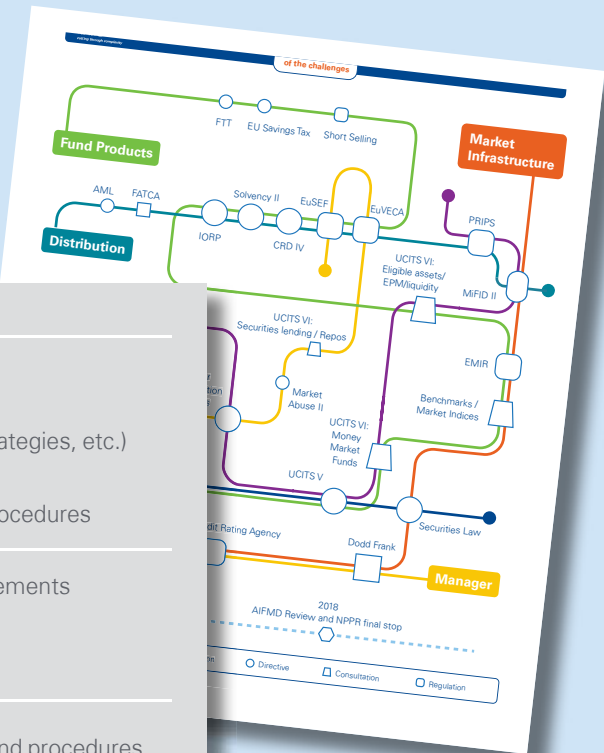 cutting through complexity
of the challenges
FTT
EU Savings Tax
Short Selling
Fund Products
Market
Infrastructure
AML
FATCA
Solvency II
EuSEF
EuVECA
PRIPS
Distribution
IORP
CRD IV
UCITS VI:
Eligible assets/
EPM/liquidity
MiFID II
UCITS VI:
Securities lending / Repos
EMIR
Market
Abuse II
Benchmarks /
Market Indices
UCITS VI:
Money
Market
Funds
UCITS V
Securities Law
dit Rating Agency
Dodd Frank
Manager
2018
AIFMD Review and NPPR final stop
Directive
Consultation
Regulation
ategies, etc.)
ocedures
ements
nd procedures